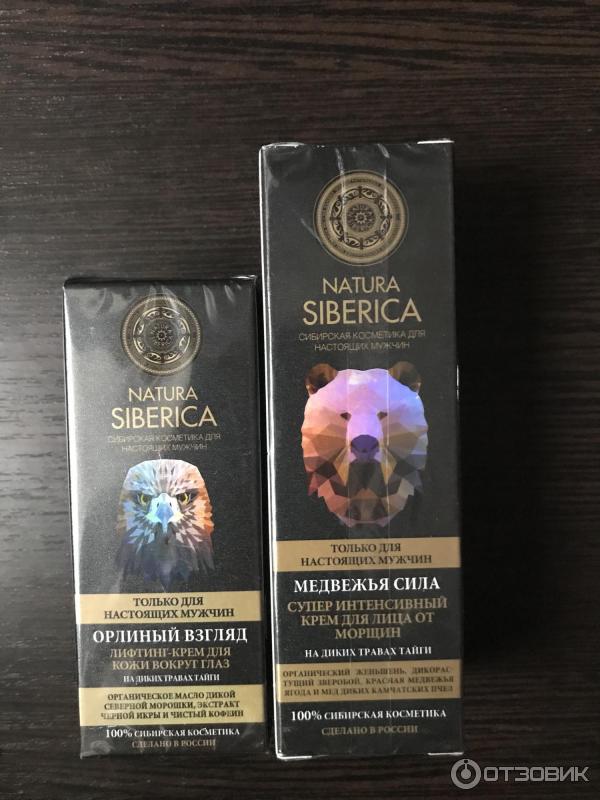 NATURA
SIBERICA
СИБИРСКАЯ КОСМЕТИКА ДЛЯ
НАСТОЯЩИХ МУЖЧИН
ТОЛЬКО ДЛЯ
НАСТОЯЩИХ МУЖЧИН
ОРЛИНЫЙ ВЗГЛЯД
ЛИФТИНГ-КРЕМ ДЛЯ
КОЖИ ВОКРУГ ГЛАЗ
НА ДИКИХ ТРАВАХ ТАЙГИ
ОРГАНИЧЕСКОЕ МАСЛО ДИКОЙ
СЕВЕРНОЙ МОРОШКИ, ЭКСТРАКТ
ЧЕРНОЙ ИКРЫ И ЧИСТЫЙ КОФЕИН
100% СИБИРСКАЯ КОСМЕТИКА
СДЕЛАНО В РОССИИ
NATURA
SIBERICA
СИБИРСКАЯ КОСМЕТИКА ДЛЯ
НАСТОЯЩИХ МУЖЧИН
ТОЛЬКО ДЛЯ
НАСТОЯЩИХ МУЖЧИН
МЕДВЕЖЬЯ СИЛА
СУПЕР ИНТЕНСИВНЫЙ
КРЕМ ДЛЯ ЛИЦА ОТ
МОРЩИН
НА ДИКИХ ТРАВАХ ТАЙГИ
ОРГАНИЧЕСКИЙ ЖЕНЬШЕНЬ, ДИКОРАС-
ТУЩИЙ ЗВЕРОБОЙ, КРАСНАЯ МЕДВЕЖЬЯ
ЯГОДА И МЕД ДИКИХ КАМЧАТСКИХ ПЧЕЛ
100% СИБИРСКАЯ КОСМЕТИКА
СДЕЛАНО В РОССИИ
ОТЗОВИК